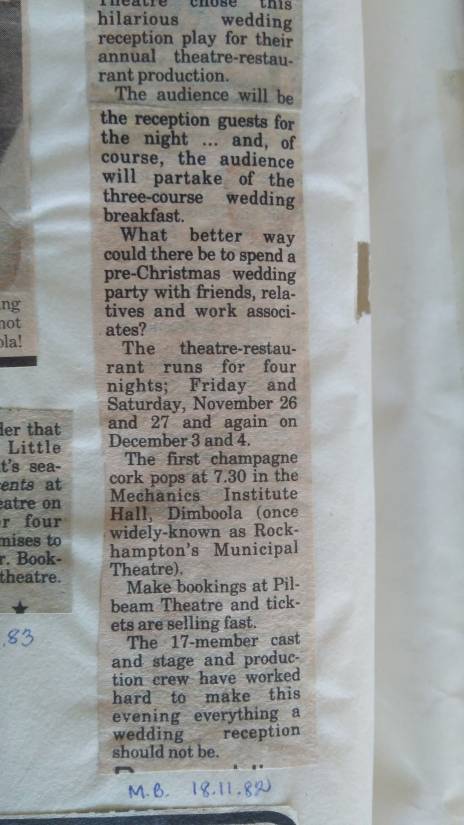 Theatre chose this
hilarious wedding
reception play for their
annual theatre-restau-
rant production.
The audience will be
the reception guests for
the night ... and, of
course, the audience
will partake of the
three-course wedding
breakfast.
What better way
could there be to spend a
pre-Christmas wedding
party with friends, rela-
tives and work associ-
ates?
The theatre-restau-
rant runs for four
nights; Friday and
Saturday, November 26
and 27 and again on
December 3 and 4.
The first champagne
cork pops at 7.30 in the
Mechanics Institute
Hall, Dimboola (once
widely-known as Rock-
hampton's Municipal
Theatre).
Make bookings at Pil-
beam Theatre and tick-
ets are selling fast.
The 17-member cast
and stage and produc-
tion crew have worked
hard to make this
evening everything a
wedding reception
should not be.
M.B. 18.11.82
ing
not
ola!
der that
Little
t's sea-
ents at
eatre on
r four
mises to
r. Book-
theatre.
★
.83